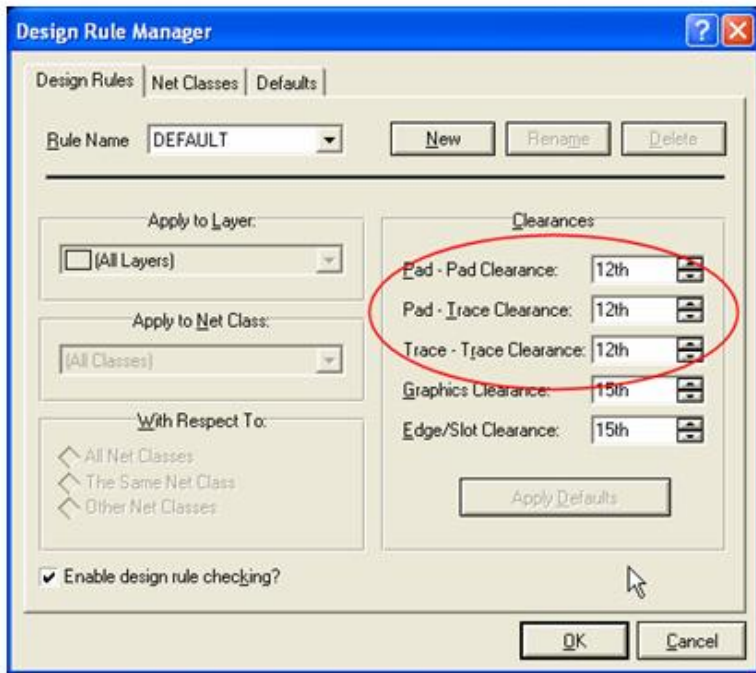 Design Rule Manager
Design Rules Net Classes Defaults
Rule Name DEFAULT New Rename Delete
Apply to Layer:
(All Layers)
Apply to Net Class:
(All Classes)
With Respect To:
All Net Classes
The Same Net Class
Other Net Classes
Clearances
Pad - Pad Clearance: 12th
Pad - Trace Clearance: 12th
Trace - Trace Clearance: 12th
Graphics Clearance: 15th
Edge/Slot Clearance: 15th
Apply Defaults
Enable design rule checking?
OK Cancel